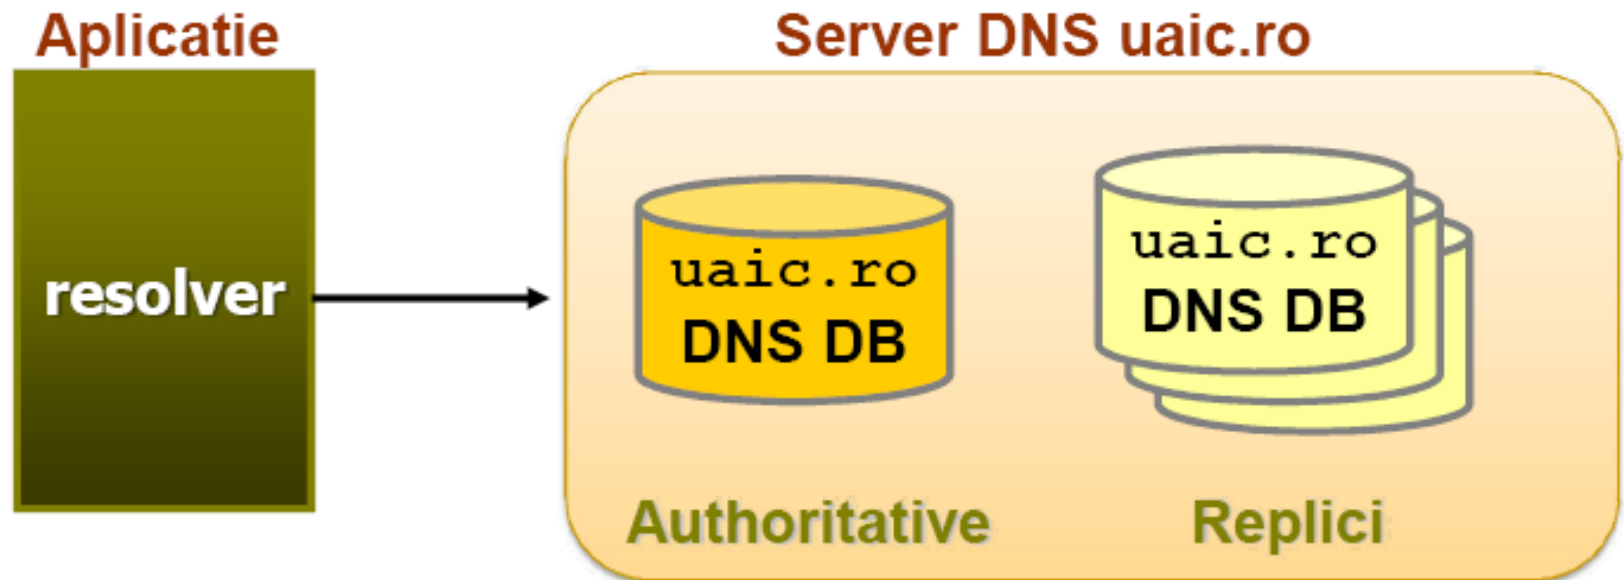 Aplicatie
Server DNS uaic.ro
resolver
uaic.ro
DNS DB
uaic.ro
DNS DB
Authoritative
Replici